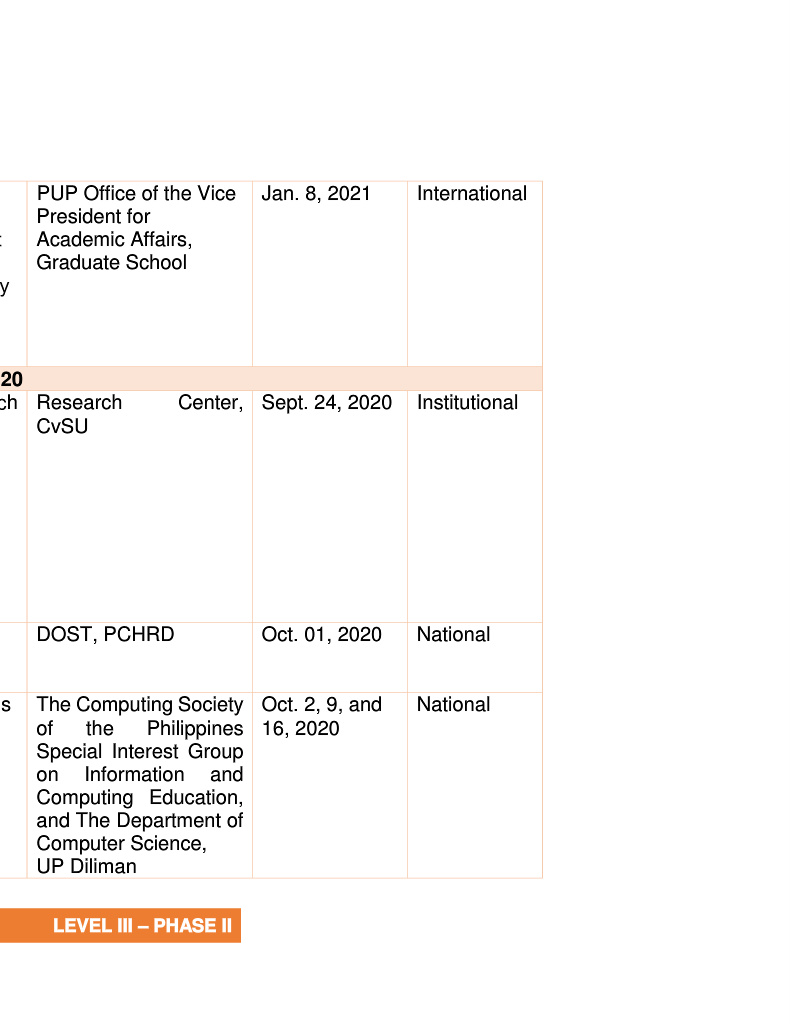 PUP Office of the Vice
President for
Academic Affairs,
Graduate School
Jan. 8, 2021
International
t
y
20
ch
Research Center,
CvSU
Sept. 24, 2020
Institutional
DOST, PCHRD
Oct. 01, 2020
National
s
The Computing Society
of the Philippines
Special Interest Group
on Information and
Computing Education,
and The Department of
Computer Science,
UP Diliman
Oct. 2, 9, and
16, 2020
National
LEVEL III – PHASE II